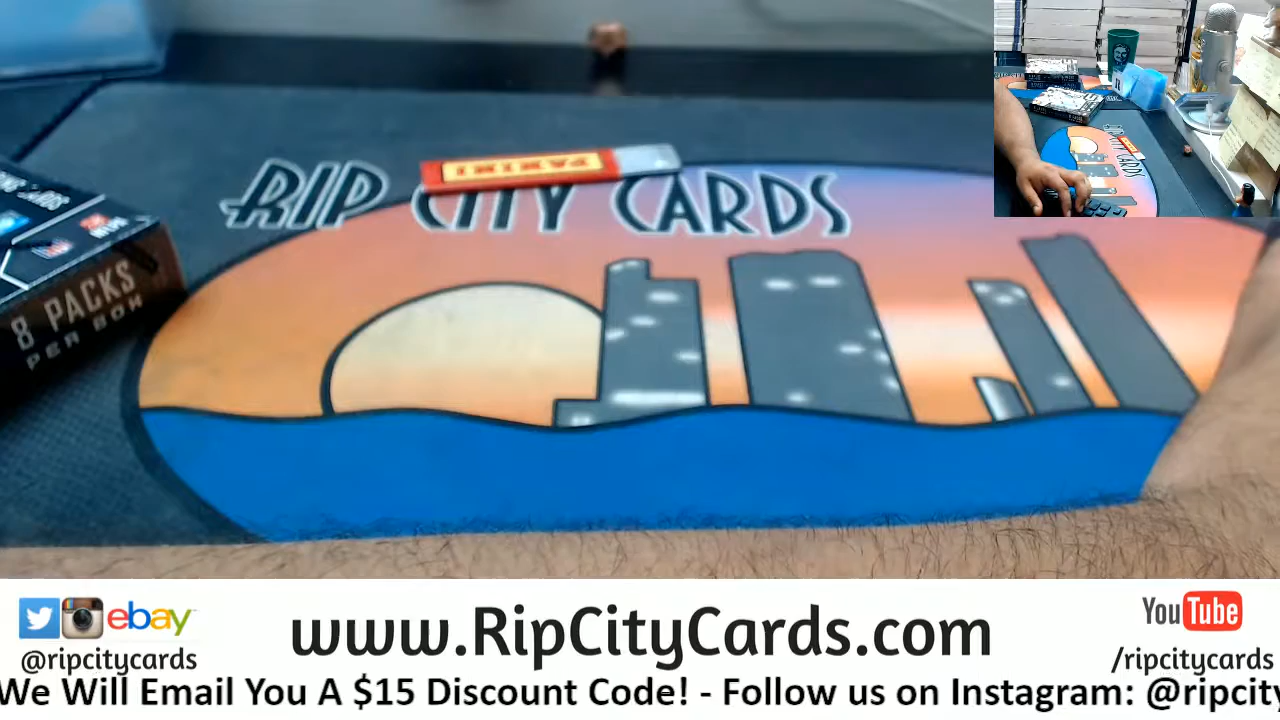 RIP CITY CARDS
PANINI
8 PACKS
PER BOX
ebay
@ripcitycards
www.RipCityCards.com
YouTube
/ripcitycards
We Will Email You A $15 Discount Code! - Follow us on Instagram: @ripcity